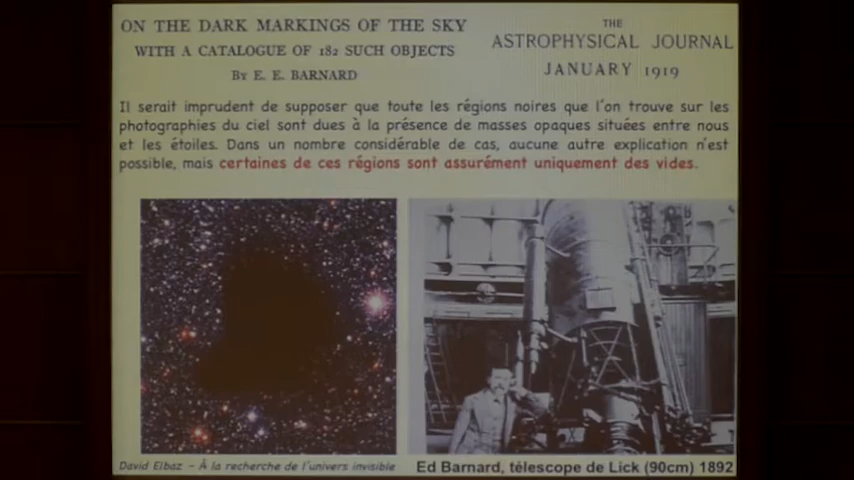 ON THE DARK MARKINGS OF THE SKY
WITH A CATALOGUE OF 182 SUCH OBJECTS
By E. E. BARNARD
THE
ASTROPHYSICAL JOURNAL
JANUARY 1919
Il serait imprudent de supposer que toute les régions noires que l'on trouve sur les
photographies du ciel sont dues à la présence de masses opaques situées entre nous
et les étoiles. Dans un nombre considérable de cas, aucune autre explication n'est
possible, mais certaines de ces régions sont assurément uniquement des vides.
David Elbaz - À la recherche de l'univers invisible
Ed Barnard, télescope de Lick (90cm) 1892